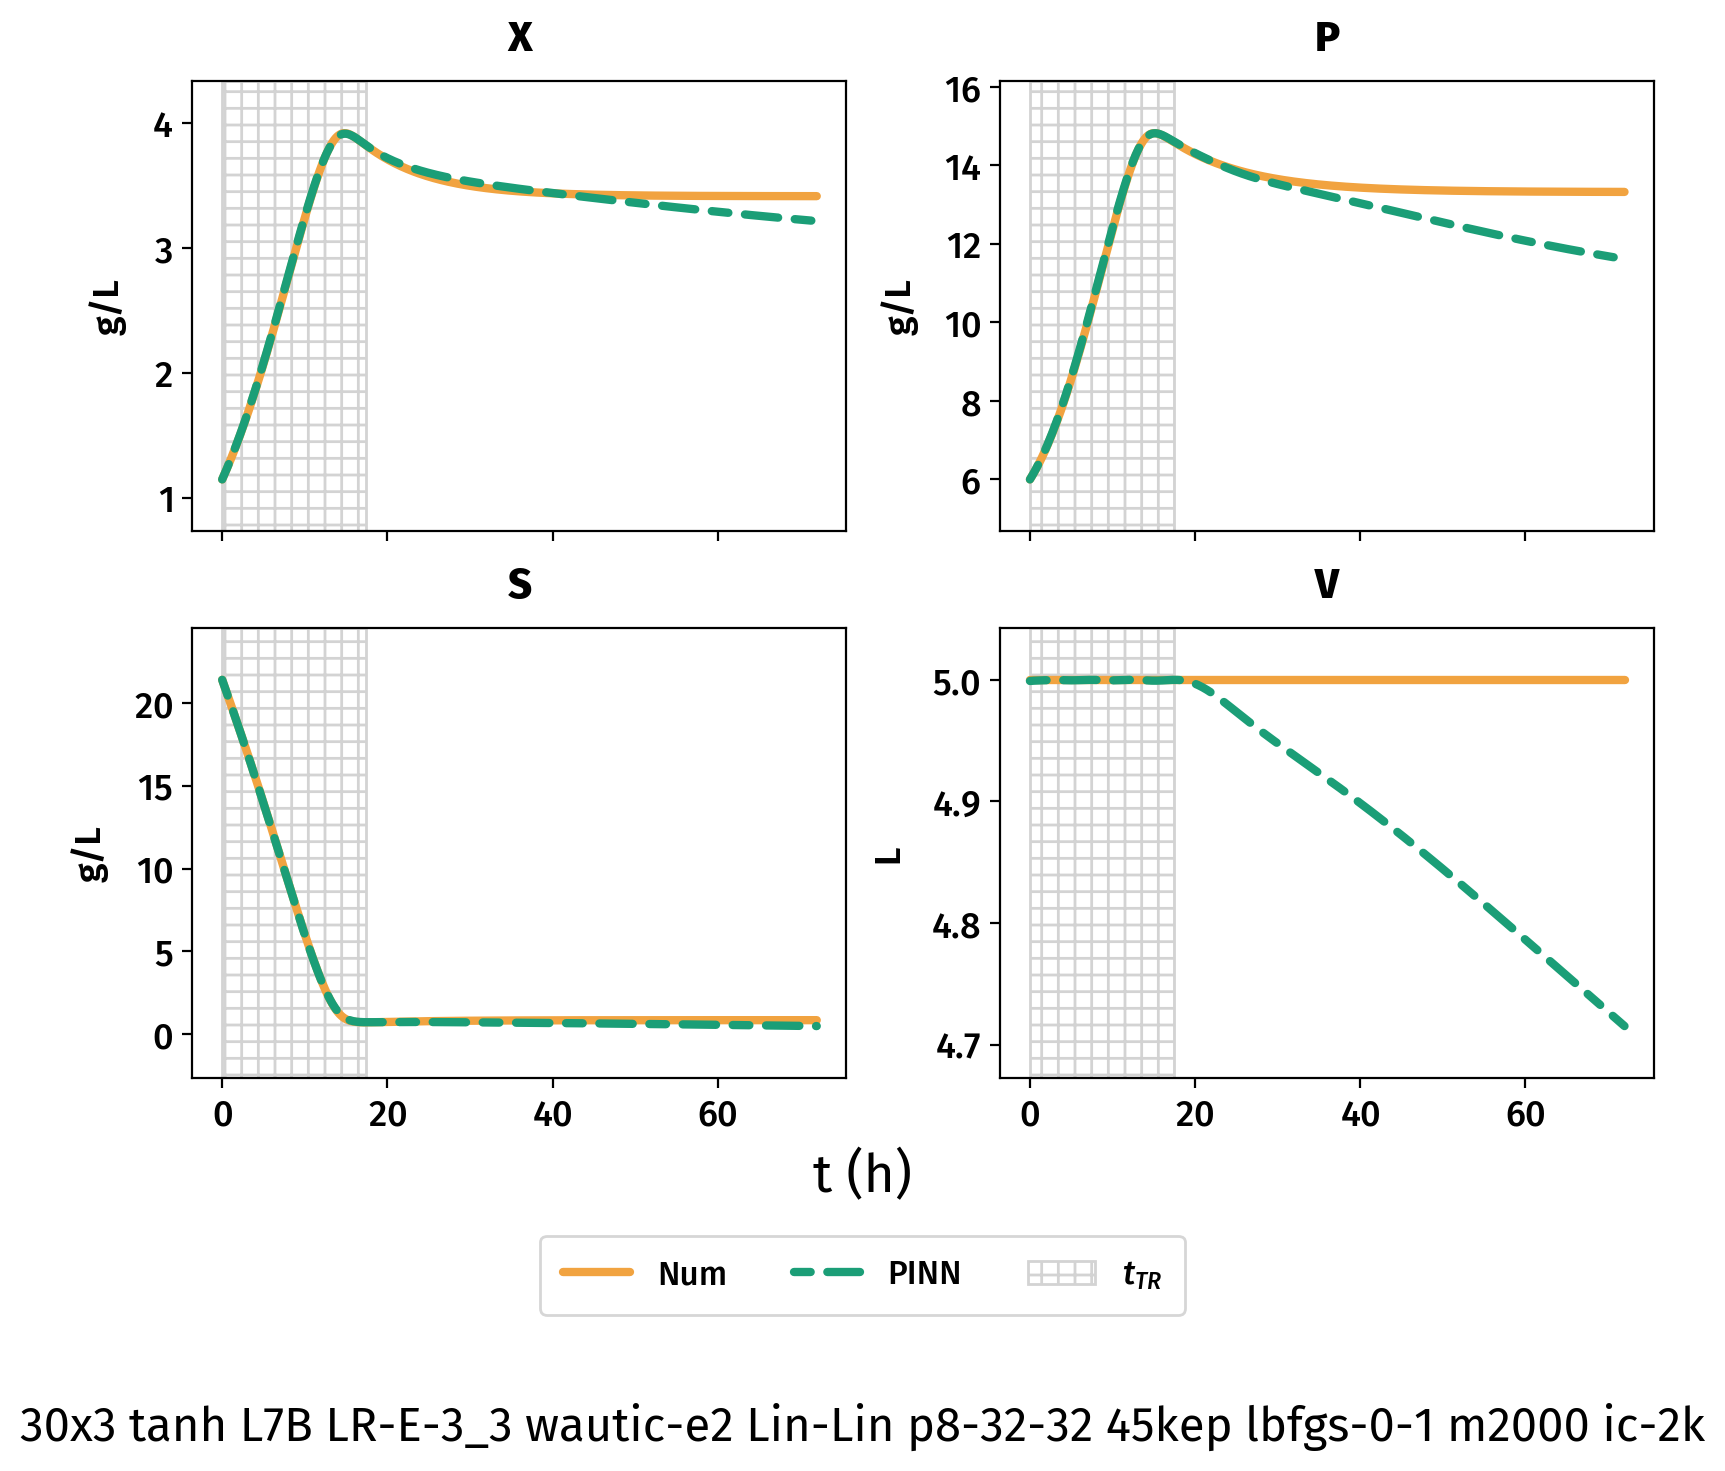 X
P
4
3
2
1
g/L
16
14
12
10
8
6
g/L
S
V
20
15
10
5
0
g/L
5.0
4.9
4.8
4.7
L
0 20 40 60
0 20 40 60
t (h)
Num PINN tTR
30x3 tanh L7B LR-E-3_3 wautic-e2 Lin-Lin p8-32-32 45kep lbfgs-0-1 m2000 ic-2k